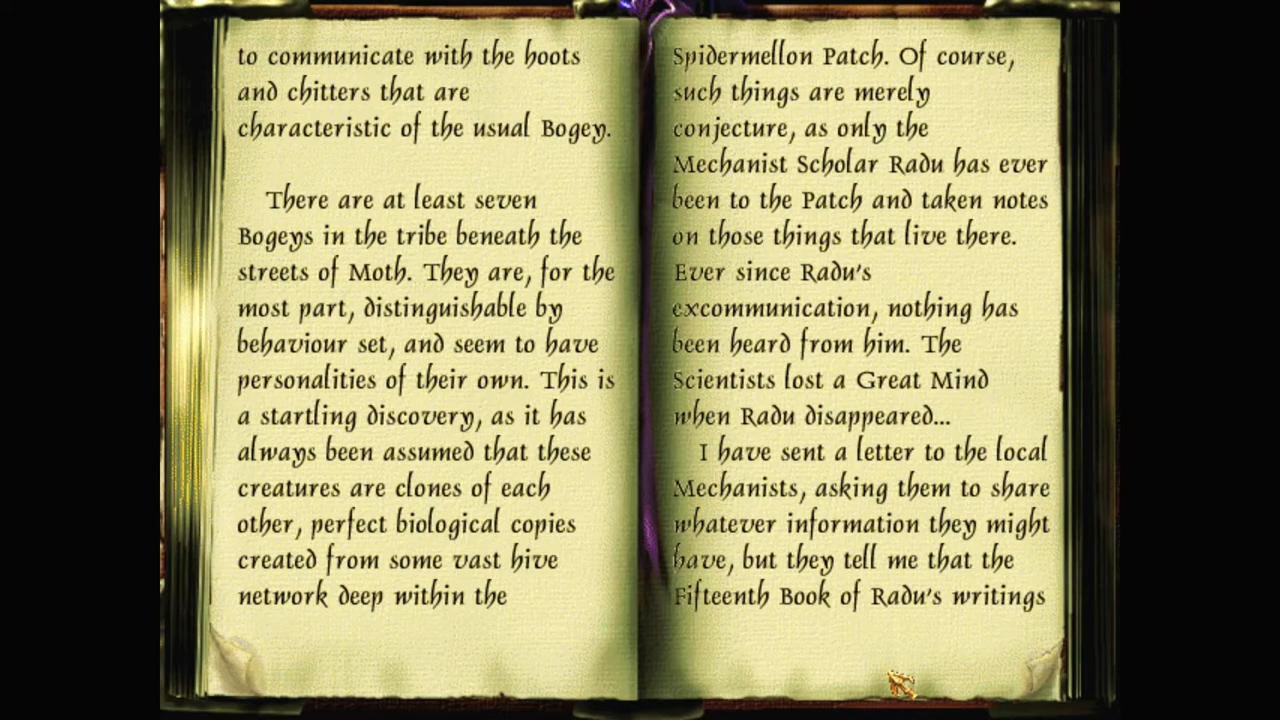 to communicate with the hoots
and chitters that are
characteristic of the usual Bogey.
There are at least seven
Bogeys in the tribe beneath the
streets of Moth. They are, for the
most part, distinguishable by
behaviour set, and seem to have
personalities of their own. This is
a startling discovery, as it has
always been assumed that these
creatures are clones of each
other, perfect biological copies
created from some vast hive
network deep within the
Spidermellon Patch. Of course,
such things are merely
conjecture, as only the
Mechanist Scholar Radu has ever
been to the Patch and taken notes
on those things that live there.
Ever since Radu's
excommunication, nothing has
been heard from him. The
Scientists lost a Great Mind
when Radu disappeared...
I have sent a letter to the local
Mechanists, asking them to share
whatever information they might
have, but they tell me that the
Fifteenth Book of Radu's writings